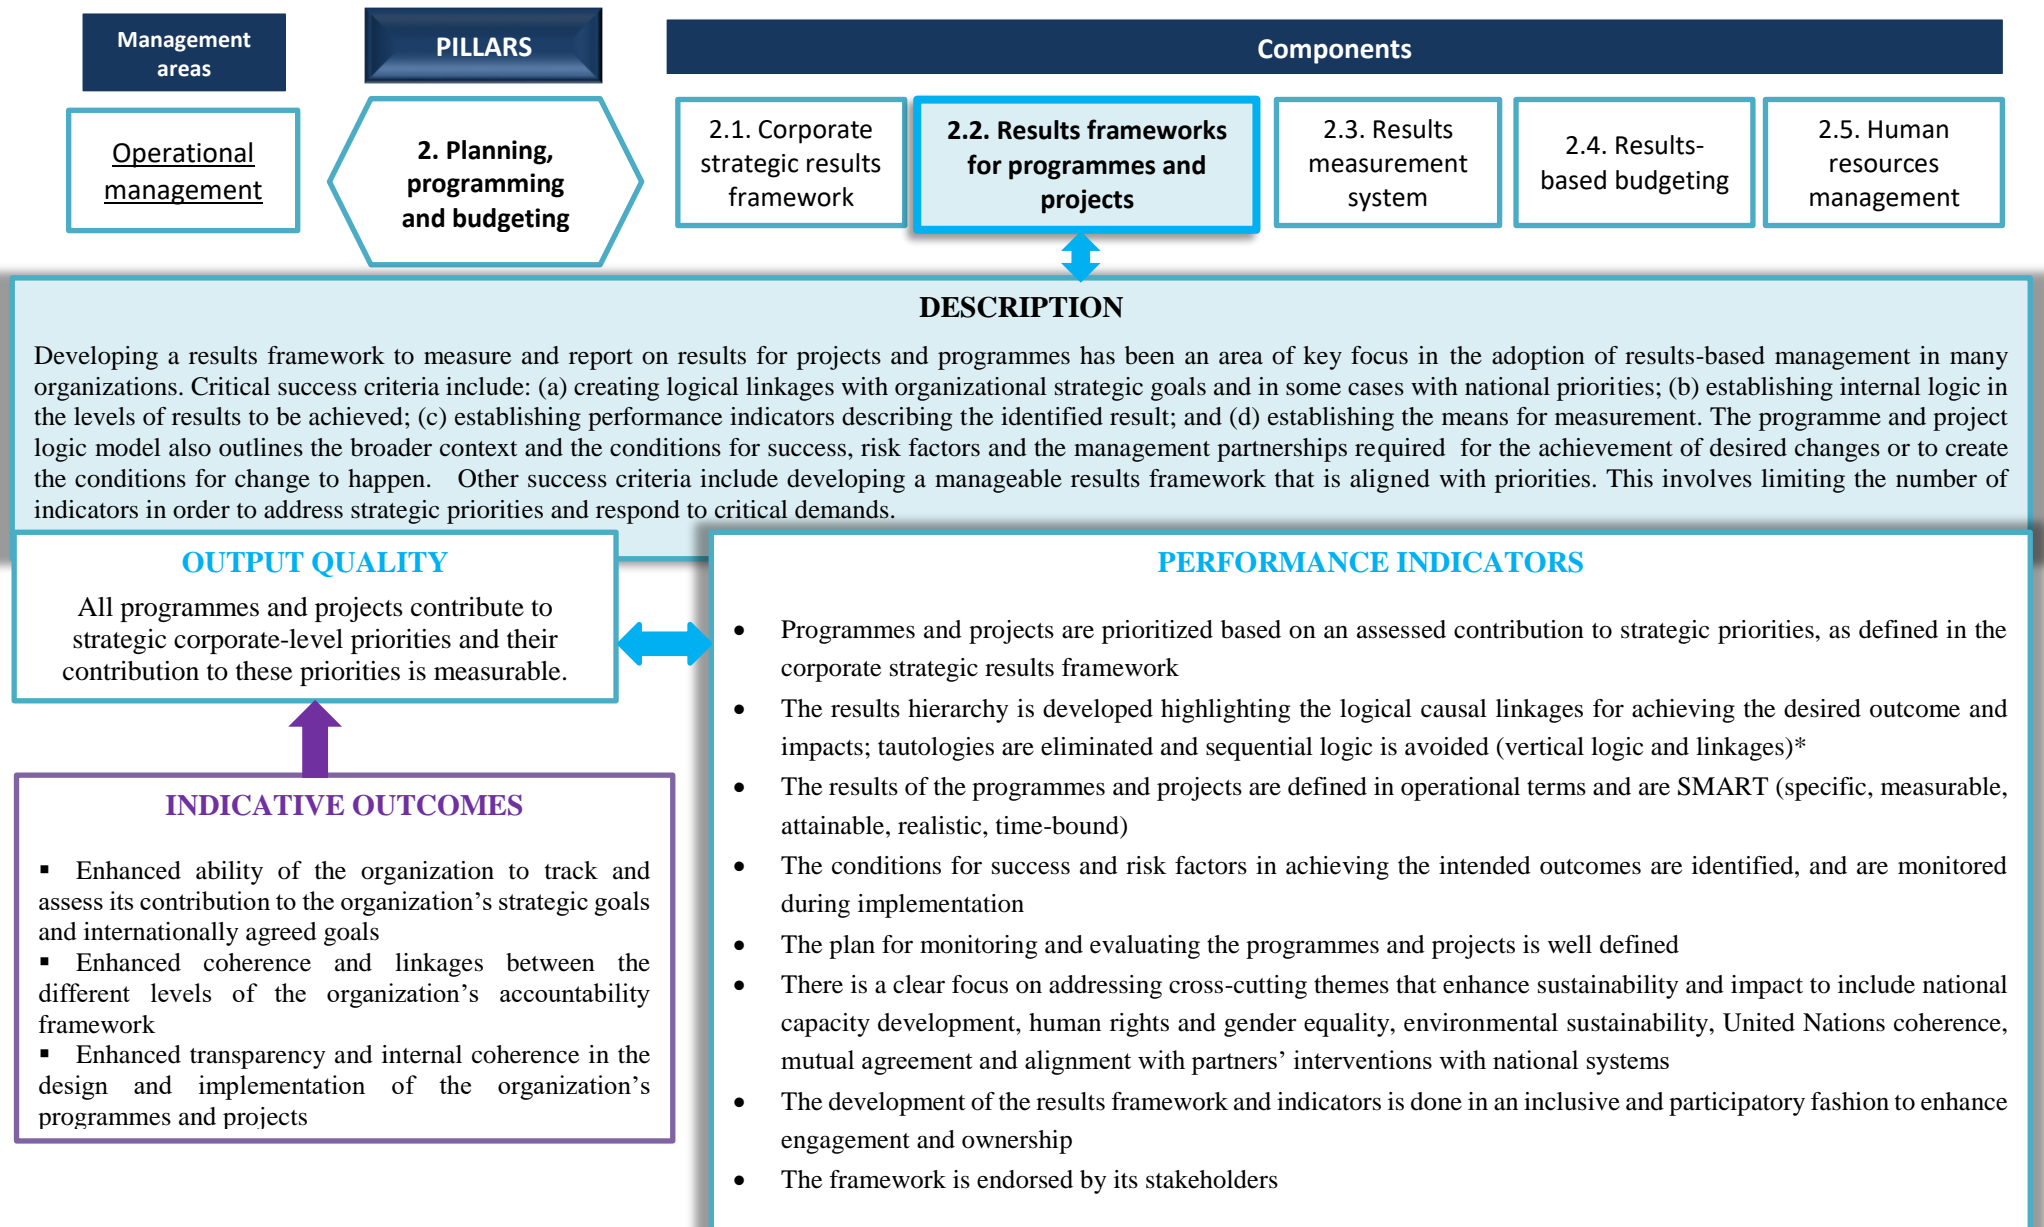 Management
areas
PILLARS
Components
Operational
management
2. Planning,
programming
and budgeting
2.1. Corporate
strategic results
framework
2.2. Results frameworks
for programmes and
projects
2.3. Results
measurement
system
2.4. Results-
based budgeting
2.5. Human
resources
management
DESCRIPTION
Developing a results framework to measure and report on results for projects and programmes has been an area of key focus in the adoption of results-based management in many
organizations. Critical success criteria include: (a) creating logical linkages with organizational strategic goals and in some cases with national priorities; (b) establishing internal logic in
the levels of results to be achieved; (c) establishing performance indicators describing the identified result; and (d) establishing the means for measurement. The programme and project
logic model also outlines the broader context and the conditions for success, risk factors and the management partnerships required for the achievement of desired changes or to create
the conditions for change to happen. Other success criteria include developing a manageable results framework that is aligned with priorities. This involves limiting the number of
indicators in order to address strategic priorities and respond to critical demands.
OUTPUT QUALITY
All programmes and projects contribute to
strategic corporate-level priorities and their
contribution to these priorities is measurable.
INDICATIVE OUTCOMES
▪ Enhanced ability of the organization to track and
assess its contribution to the organization's strategic goals
and internationally agreed goals
▪ Enhanced coherence and linkages between the
different levels of the organization's accountability
framework
▪ Enhanced transparency and internal coherence in the
design and implementation of the organization's
programmes and projects
PERFORMANCE INDICATORS
• Programmes and projects are prioritized based on an assessed contribution to strategic priorities, as defined in the
corporate strategic results framework
• The results hierarchy is developed highlighting the logical causal linkages for achieving the desired outcome and
impacts; tautologies are eliminated and sequential logic is avoided (vertical logic and linkages)*
• The results of the programmes and projects are defined in operational terms and are SMART (specific, measurable,
attainable, realistic, time-bound)
• The conditions for success and risk factors in achieving the intended outcomes are identified, and are monitored
during implementation
• The plan for monitoring and evaluating the programmes and projects is well defined
• There is a clear focus on addressing cross-cutting themes that enhance sustainability and impact to include national
capacity development, human rights and gender equality, environmental sustainability, United Nations coherence,
mutual agreement and alignment with partners' interventions with national systems
• The development of the results framework and indicators is done in an inclusive and participatory fashion to enhance
engagement and ownership
• The framework is endorsed by its stakeholders